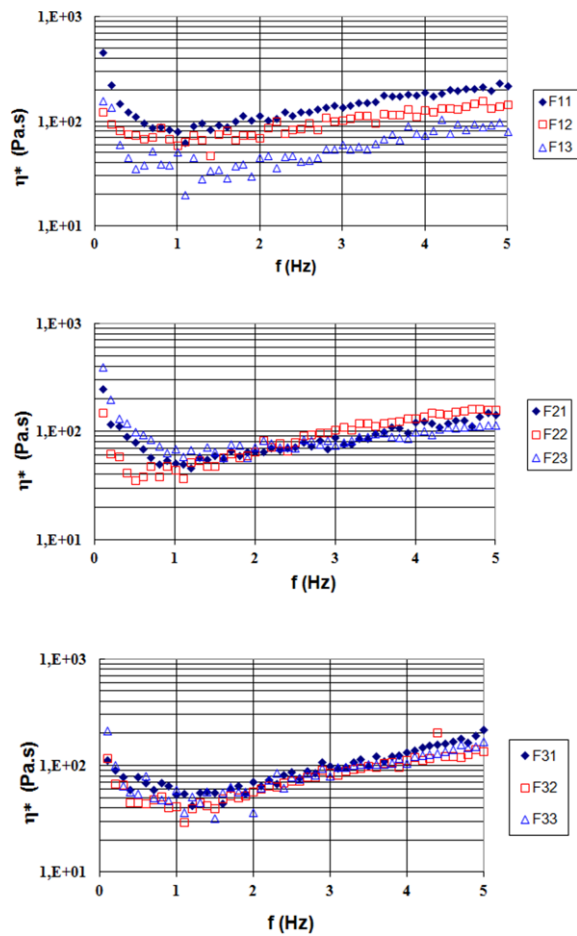 1,E+03
1,E+02
1,E+01
η* (Pa.s)
0 1 2 3 4 5
f (Hz)
F11
F12
F13
1,E+03
1,E+02
1,E+01
η* (Pa.s)
0 1 2 3 4 5
f (Hz)
F21
F22
F23
1,E+03
1,E+02
1,E+01
η* (Pa.s)
0 1 2 3 4 5
f (Hz)
F31
F32
F33